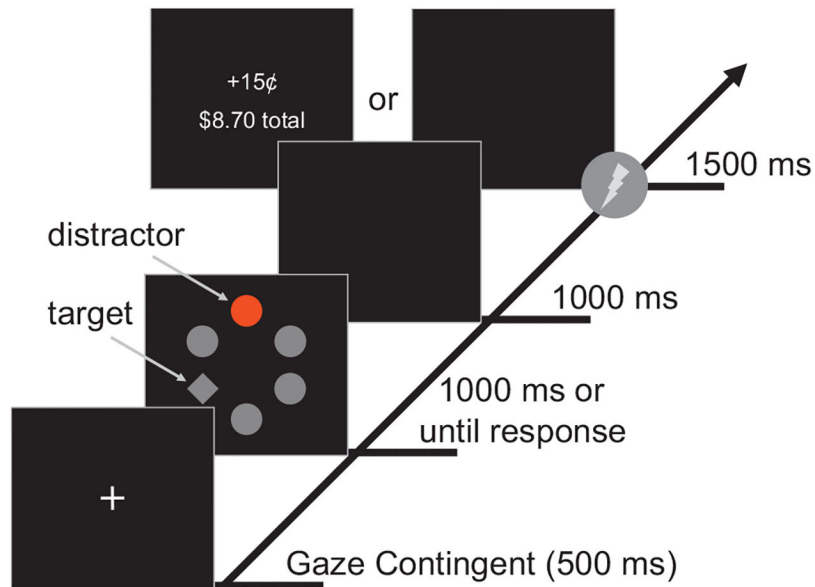 +15¢
$8.70 total
or
1500 ms
distractor
target
1000 ms
1000 ms or
until response
+
Gaze Contingent (500 ms)